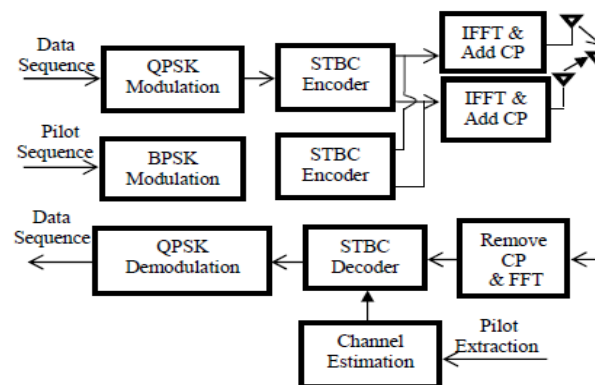 Data
Sequence
QPSK
Modulation
STBC
Encoder
IFFT &
Add CP
IFFT &
Add CP
Pilot
Sequence
BPSK
Modulation
STBC
Encoder
Data
Sequence
QPSK
Demodulation
STBC
Decoder
Remove
CP
& FFT
Channel
Estimation
Pilot
Extraction